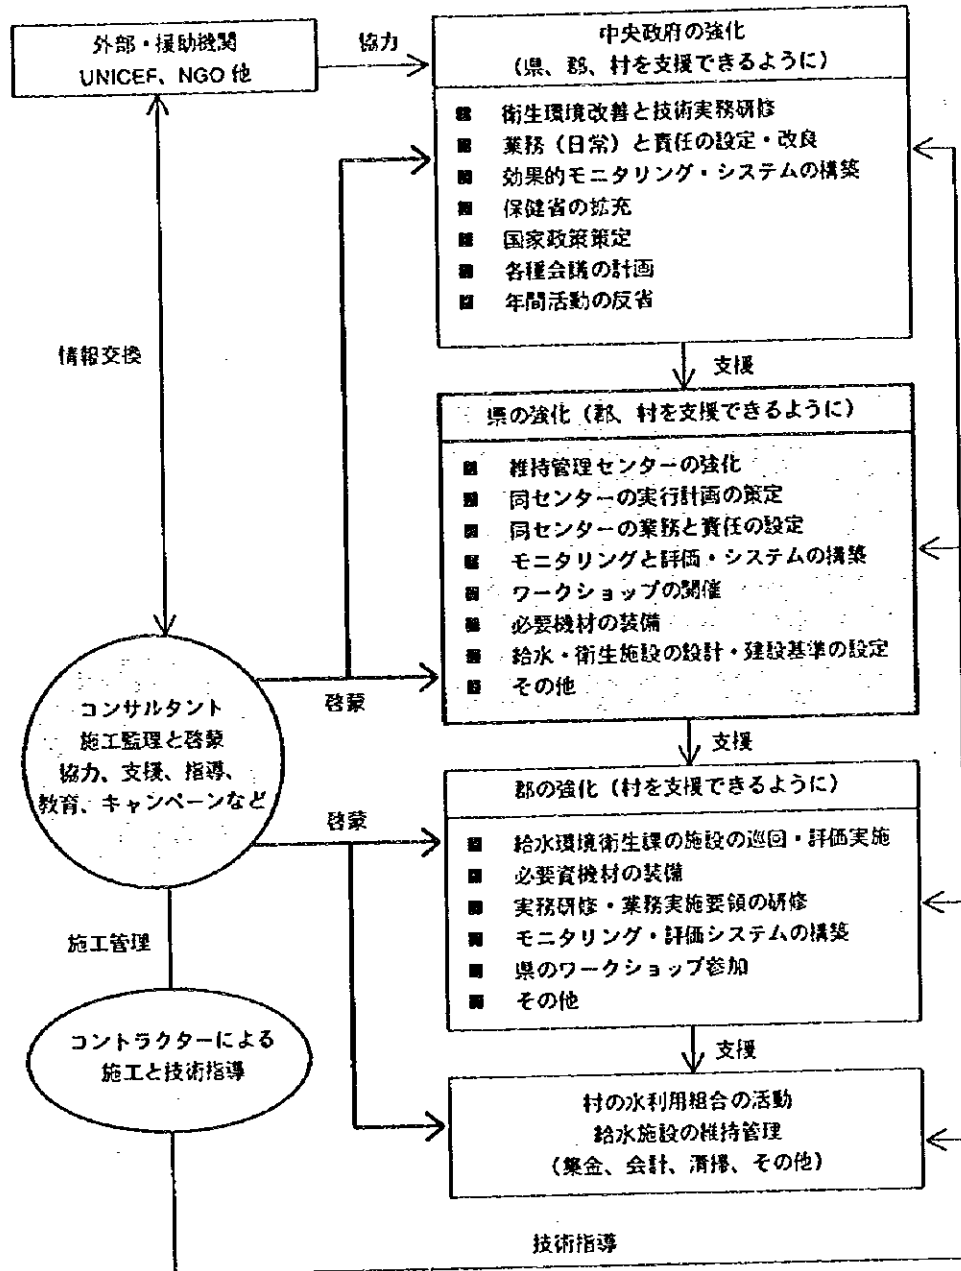 外部・援助機関
UNICEF、NGO 他
協力
中央政府の強化
(県、郡、村を支援できるように)
■ 衛生環境改善と技術実務研修
■ 業務(日常)と責任の設定・改良
■ 効果的モニタリング・システムの構築
■ 保健省の拡充
■ 国家政策策定
■ 各種会議の計画
■ 年間活動の反省
情報交換
支援
県の強化(郡、村を支援できるように)
■ 維持管理センターの強化
■ 同センターの実行計画の策定
■ 同センターの業務と責任の設定
■ モニタリングと評価・システムの構築
■ ワークショップの開催
■ 必要機材の装備
■ 給水・衛生施設の設計・建設基準の設定
■ その他
啓蒙
コンサルタント
施工監理と啓蒙
協力、支援、指導、
教育、キャンペーンなど
支援
郡の強化(村を支援できるように)
啓蒙
■ 給水環境衛生課の施設の巡回・評価実施
■ 必要資機材の装備
■ 実務研修・業務実施要領の研修
■ モニタリング・評価システムの構築
■ 県のワークショップ参加
■ その他
施工管理
コントラクターによる
施工と技術指導
支援
村の水利用組合の活動
給水施設の維持管理
(集金、会計、清掃、その他)
技術指導